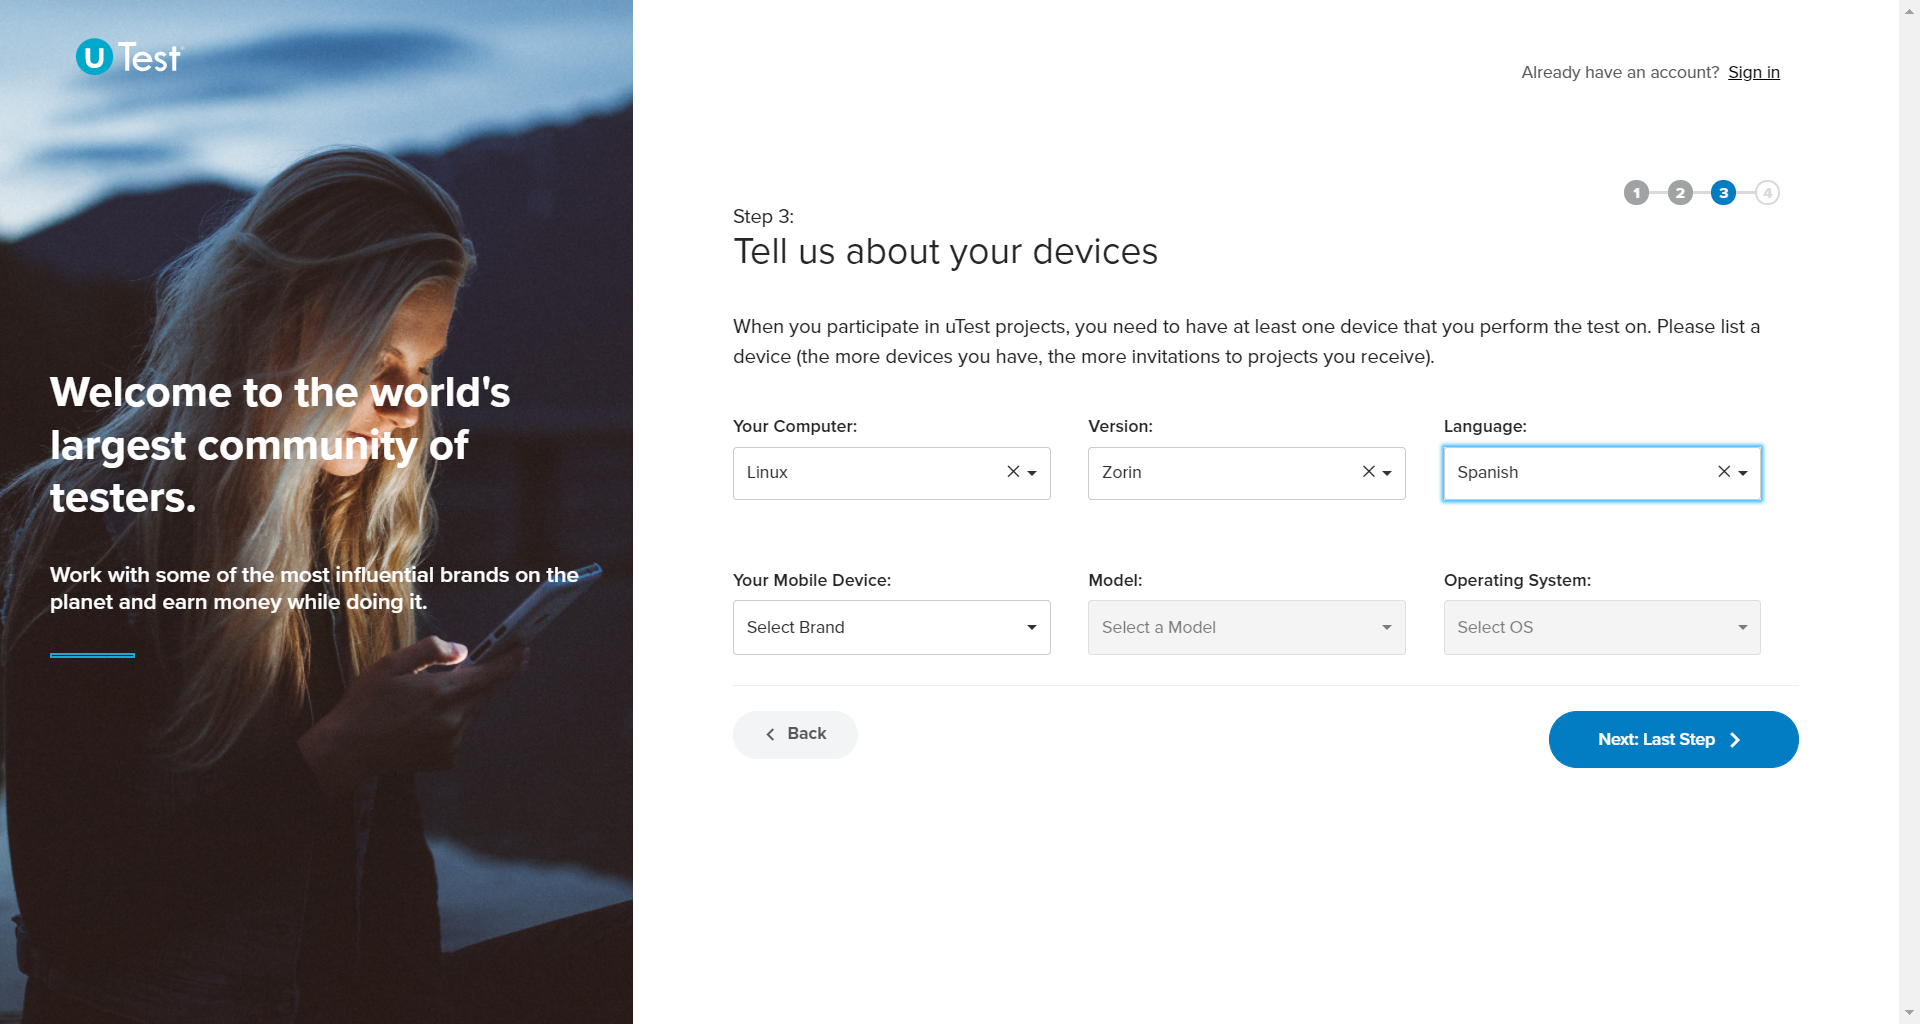 uTest
Already have an account? Sign in
1 2 3 4
Step 3:
Tell us about your devices
When you participate in uTest projects, you need to have at least one device that you perform the test on. Please list a
device (the more devices you have, the more invitations to projects you receive).
Welcome to the world's
largest community of
testers.
Work with some of the most influential brands on the
planet and earn money while doing it.
Your Computer: Version: Language:
Linux Zorin Spanish
Your Mobile Device: Model: Operating System:
Select Brand Select a Model Select OS
Back Next: Last Step